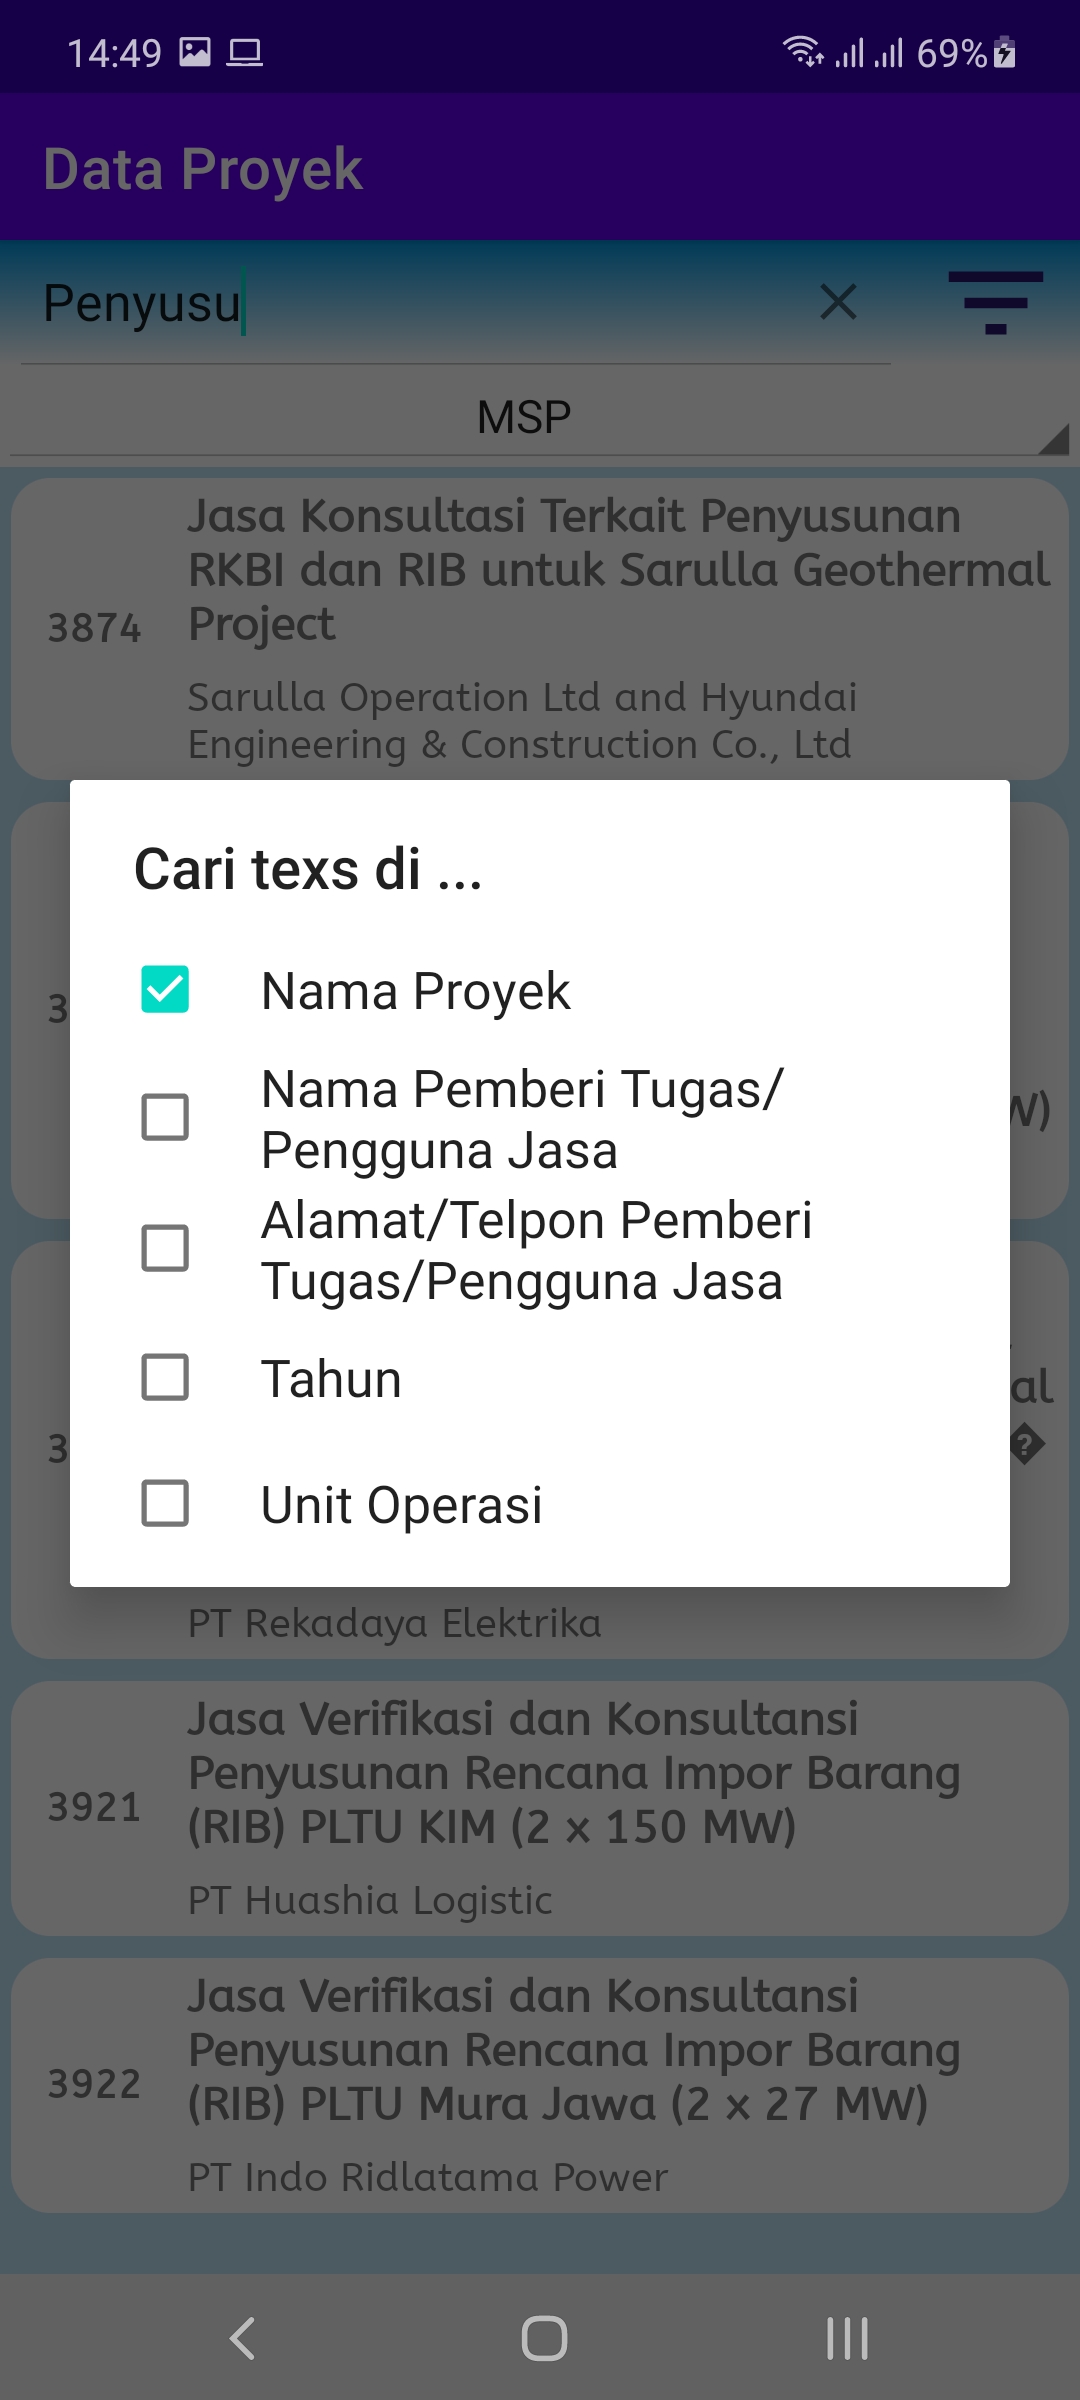 14:49
69%
Data Proyek
Penyusu
MSP
Jasa Konsultasi Terkait Penyusunan
RKBI dan RIB untuk Sarulla Geothermal
3874
Project
Sarulla Operation Ltd and Hyundai
Engineering & Construction Co., Ltd
Cari texs di ...
Nama Proyek
Nama Pemberi Tugas/
Pengguna Jasa
Alamat/Telpon Pemberi
Tugas/Pengguna Jasa
Tahun
Unit Operasi
PT Rekadaya Elektrika
Jasa Verifikasi dan Konsultansi
Penyusunan Rencana Impor Barang
3921
(RIB) PLTU KIM (2 x 150 MW)
PT Huashia Logistic
Jasa Verifikasi dan Konsultansi
Penyusunan Rencana Impor Barang
3922
(RIB) PLTU Mura Jawa (2 x 27 MW)
PT Indo Ridlatama Power